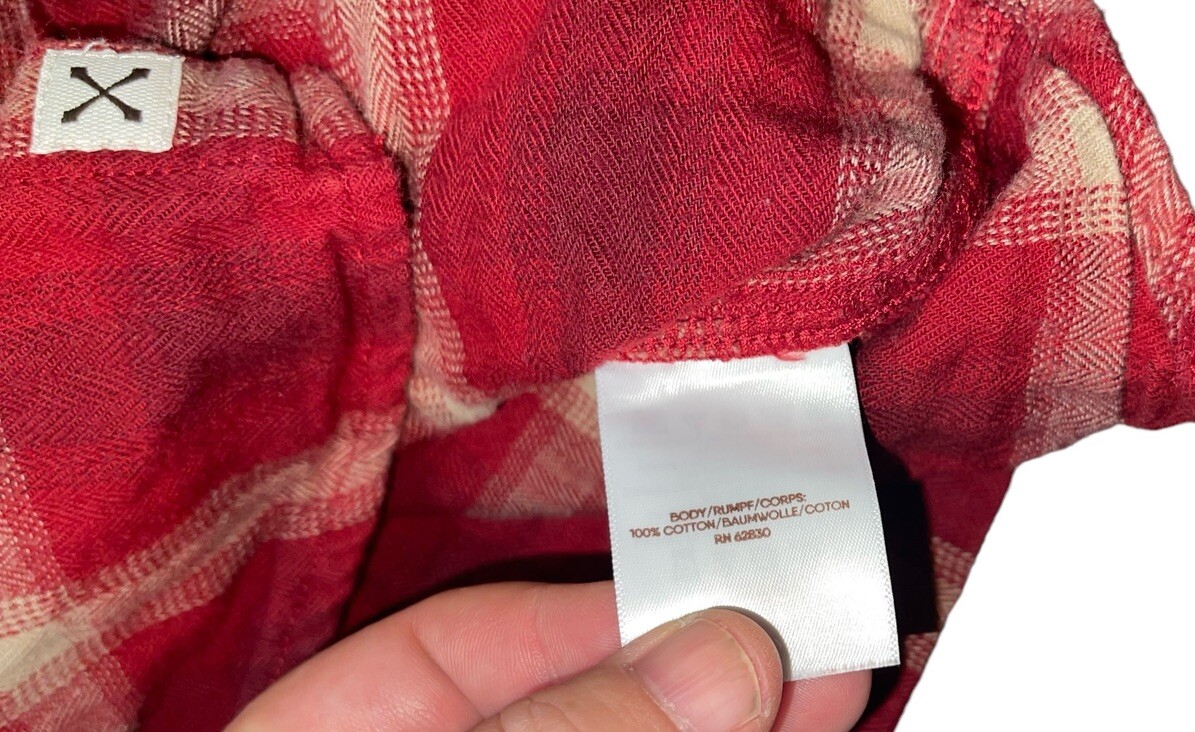 BODY/RUMPF/CORPS:
100% COTTON/BAUMWOLLE/COTON
RN 62830